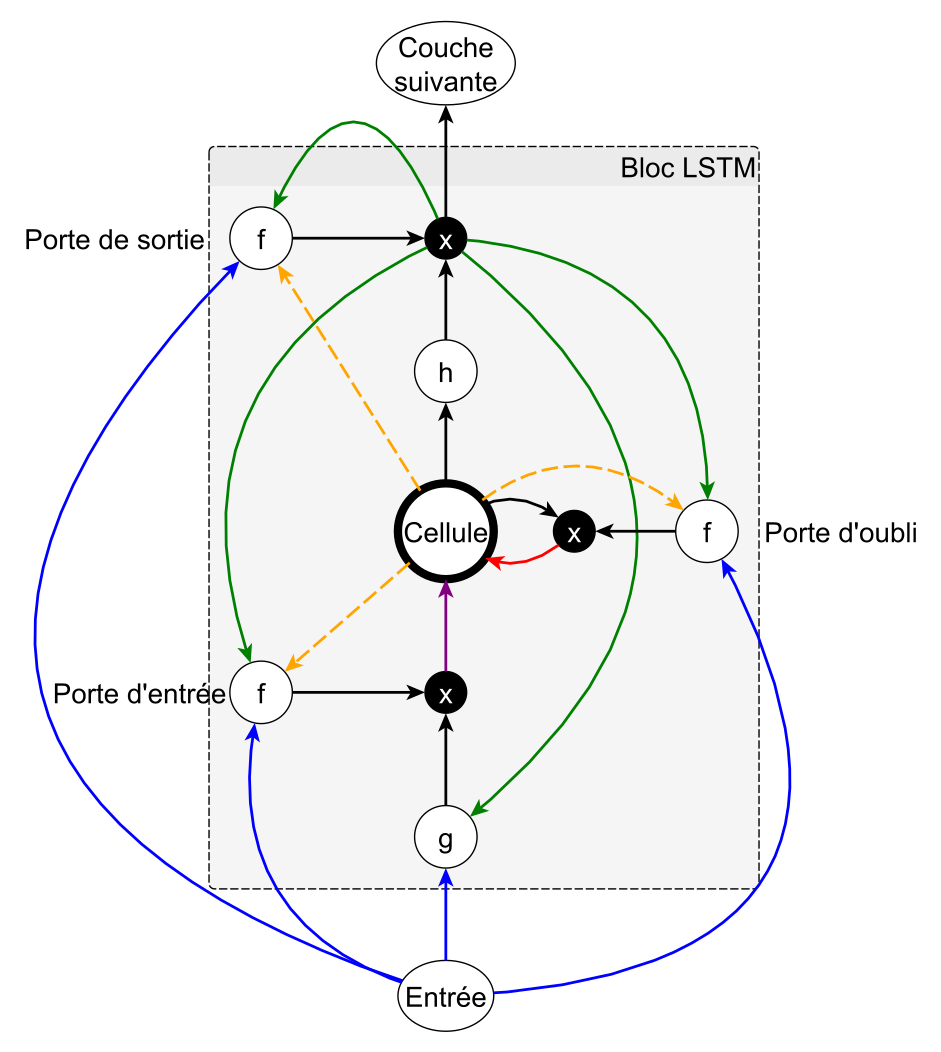 Couche
suivante
Bloc LSTM
Porte de sortie
f
x
h
Cellule
x
f
Porte d'oubli
Porte d'entrée
f
x
g
Entrée